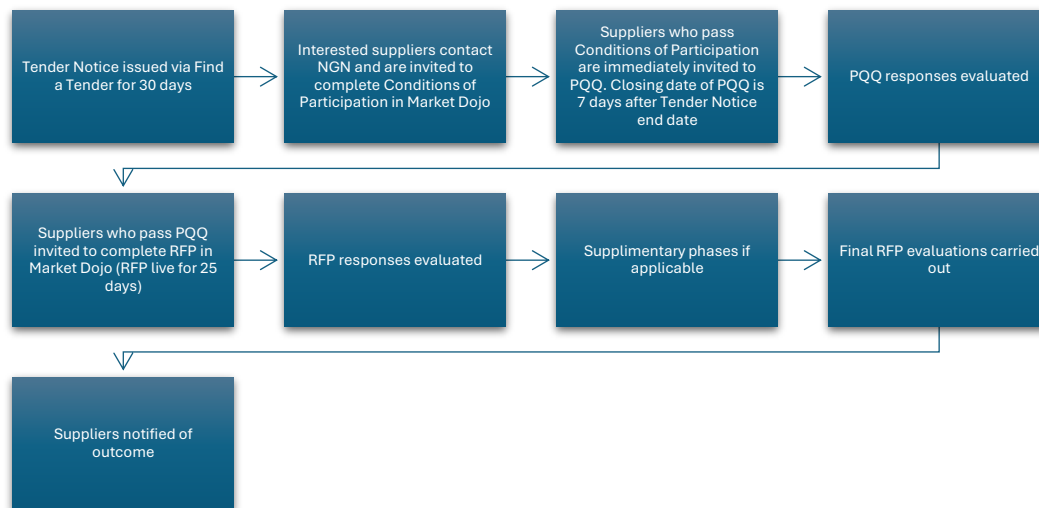 Tender Notice issued via Find
a Tender for 30 days
Interested suppliers contact
NGN and are invited to
complete Conditions of
Participation in Market Dojo
Suppliers who pass
Conditions of Participation
are immediately invited to
PQQ. Closing date of PQQ is
7 days after Tender Notice
end date
PQQ responses evaluated
Suppliers who pass PQQ
invited to complete RFP in
Market Dojo (RFP live for 25
days)
RFP responses evaluated
Supplimentary phases if
applicable
Final RFP evaluations carried
out
Suppliers notified of
outcome